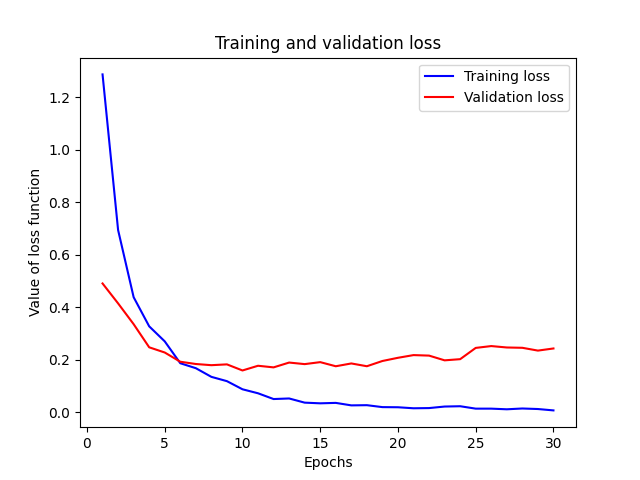 Training and validation loss
Training loss
Validation loss
Value of loss function
1.2
1.0
0.8
0.6
0.4
0.2
0.0
0 5 10 15 20 25 30
Epochs